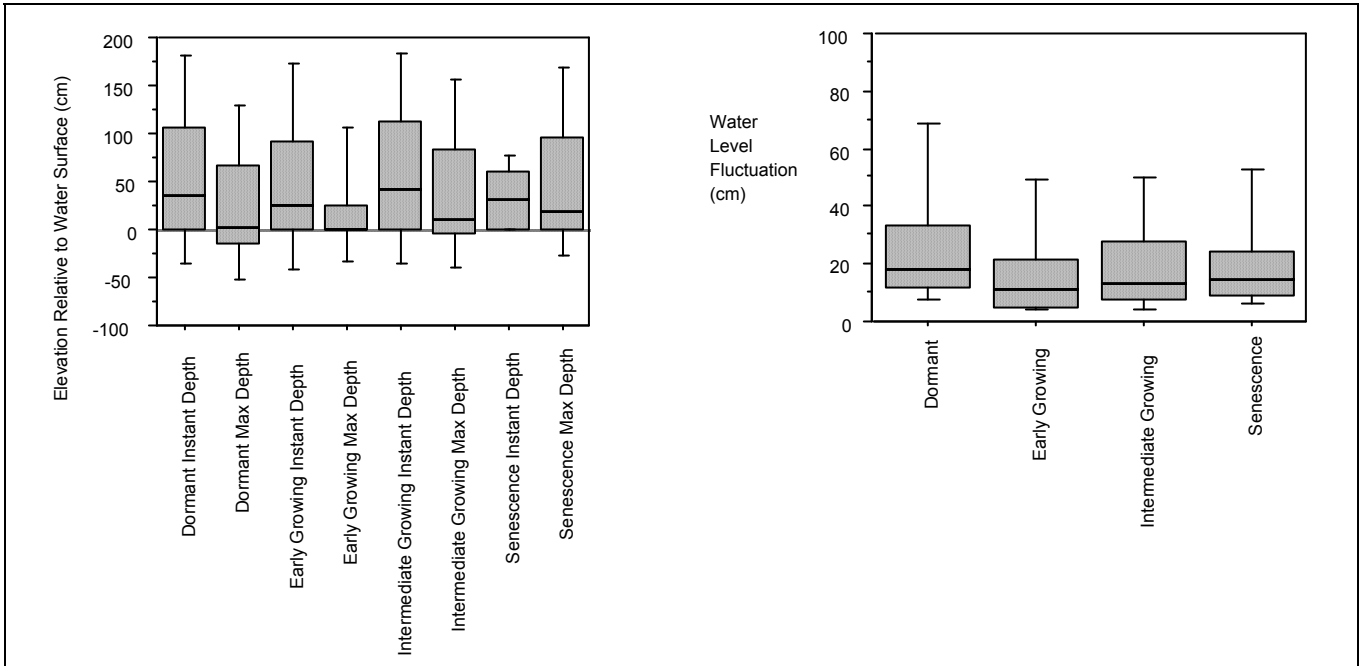 Elevation Relative to Water Surface (cm)
200
150
100
50
0
-50
-100
Dormant Instant Depth
Dormant Max Depth
Early Growing Instant Depth
Early Growing Max Depth
Intermediate Growing Instant Depth
Intermediate Growing Max Depth
Senescence Instant Depth
Senescence Max Depth
Water
Level
Fluctuation
(cm)
100
80
60
40
20
0
Dormant
Early Growing
Intermediate Growing
Senescence